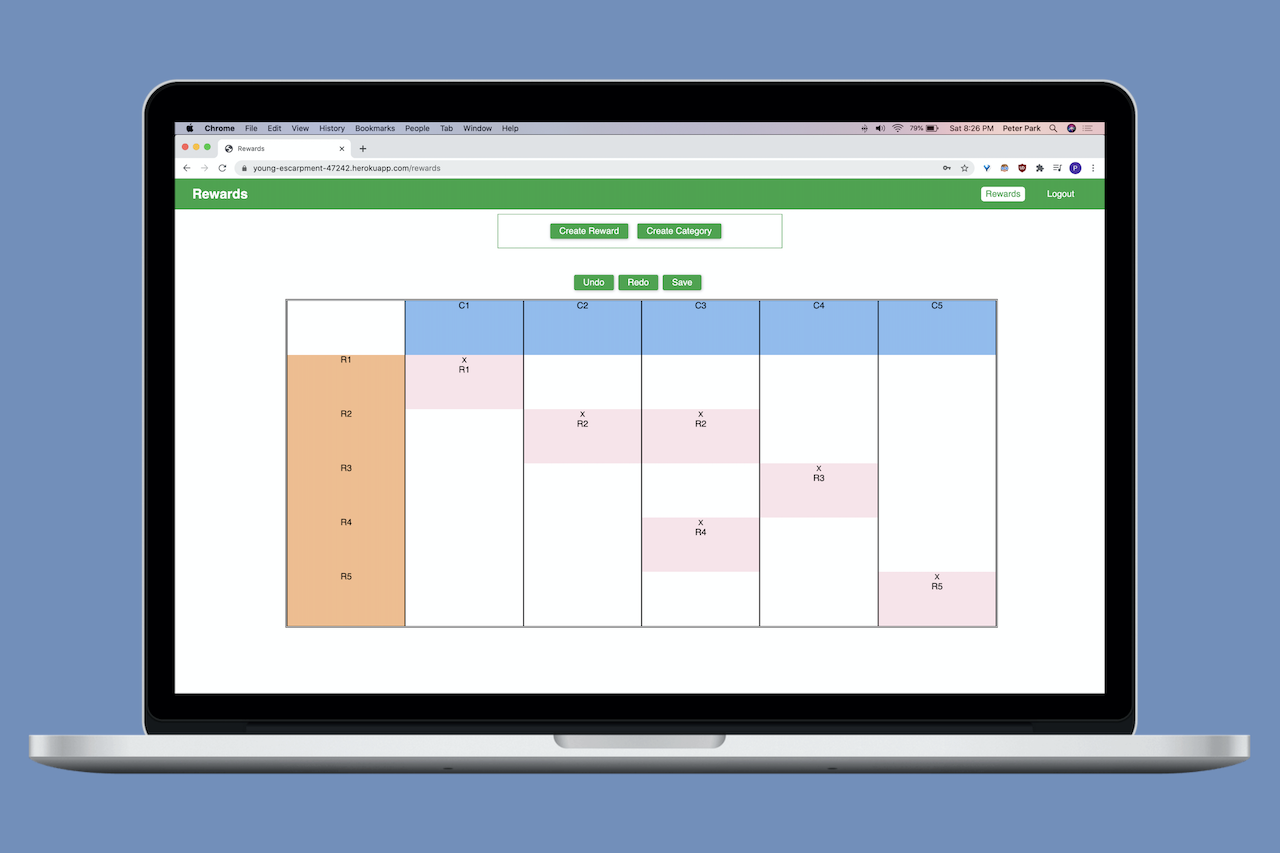 Chrome File Edit View History Bookmarks People Tab Window Help 79% Sat 8:26 PM Peter Park
Rewards
young-escarpment-47242.herokuapp.com/rewards P
Rewards Rewards Logout
Create Reward Create Category
Undo Redo Save
C1 C2 C3 C4 C5
R1 X
R1
R2 X X
R2 R2
R3 X
R3
R4 X
R4
R5 X
R5